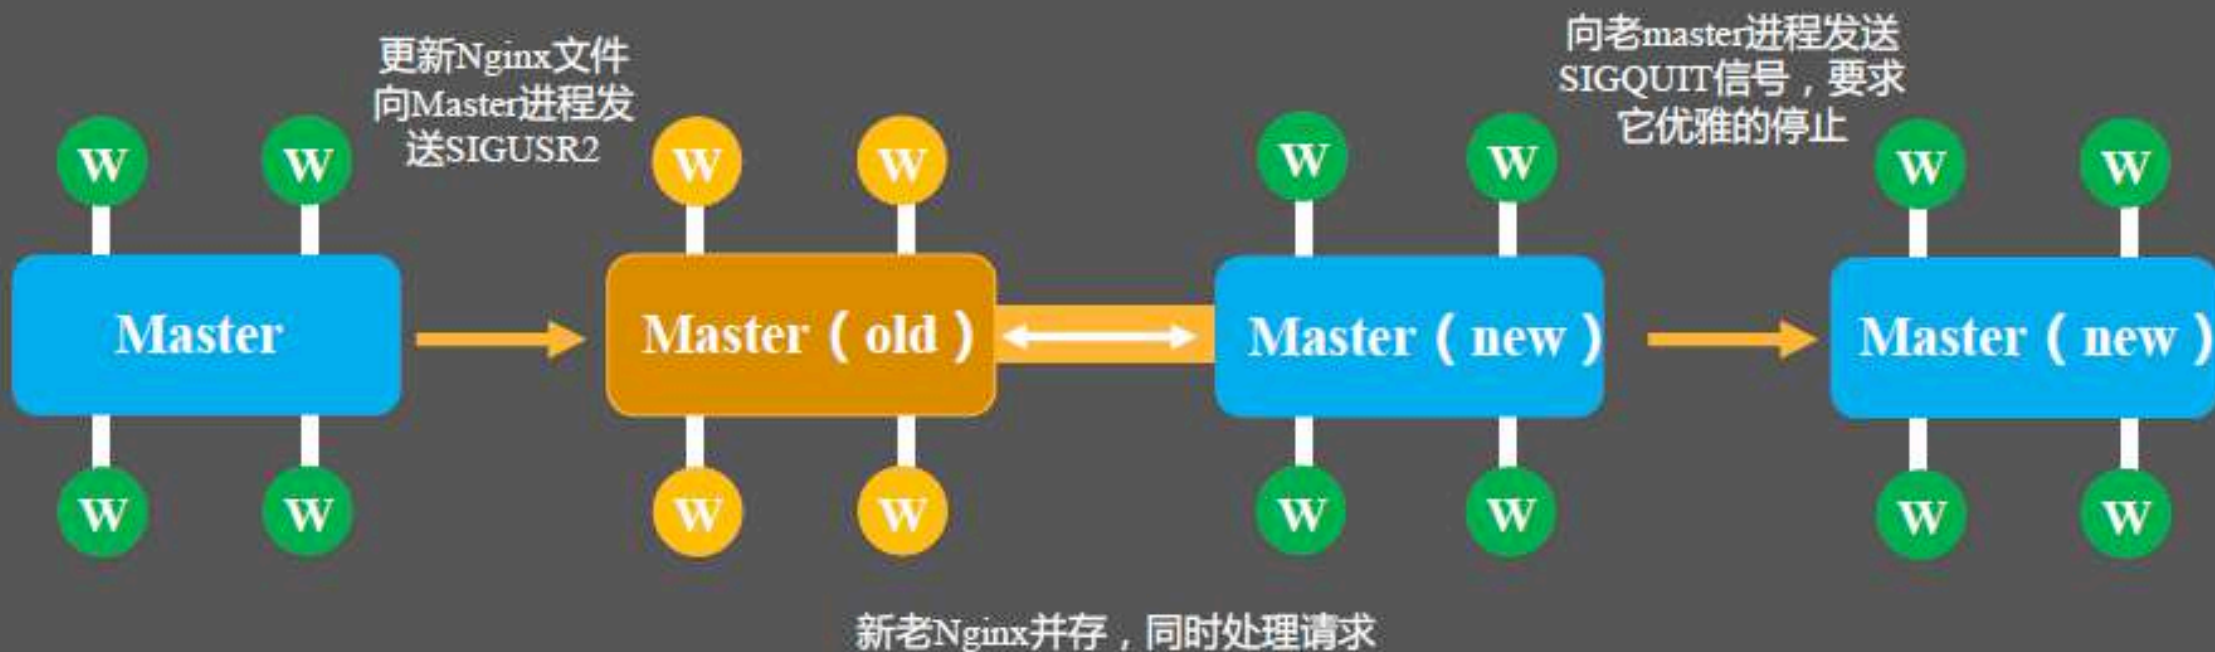 更新Nginx文件
向Master进程发
送SIGUSR2
向老master进程发送
SIGQUIT信号，要求
它优雅的停止
W
W
W
W
W
W
W
W
Master
Master（old）
Master（new）
Master（new）
W
W
W
W
W
W
W
W
新老Nginx并存，同时处理请求